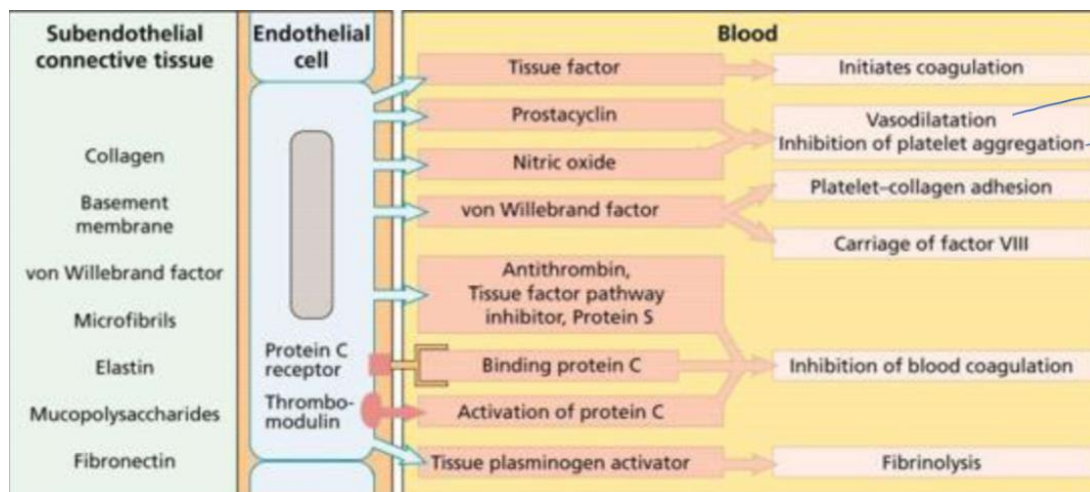 Subendothelial
connective tissue
Collagen
Basement
membrane
von Willebrand factor
Microfibrils
Elastin
Mucopolysaccharides
Fibronectin
Endothelial
cell
Protein C
receptor
Thrombo-
modulin
Blood
Tissue factor
Initiates coagulation
Prostacyclin
Nitric oxide
Vasodilatation
Inhibition of platelet aggregation
von Willebrand factor
Platelet–collagen adhesion
Carriage of factor VIII
Antithrombin,
Tissue factor pathway
inhibitor, Protein S
Binding protein C
Activation of protein C
Inhibition of blood coagulation
Tissue plasminogen activator
Fibrinolysis